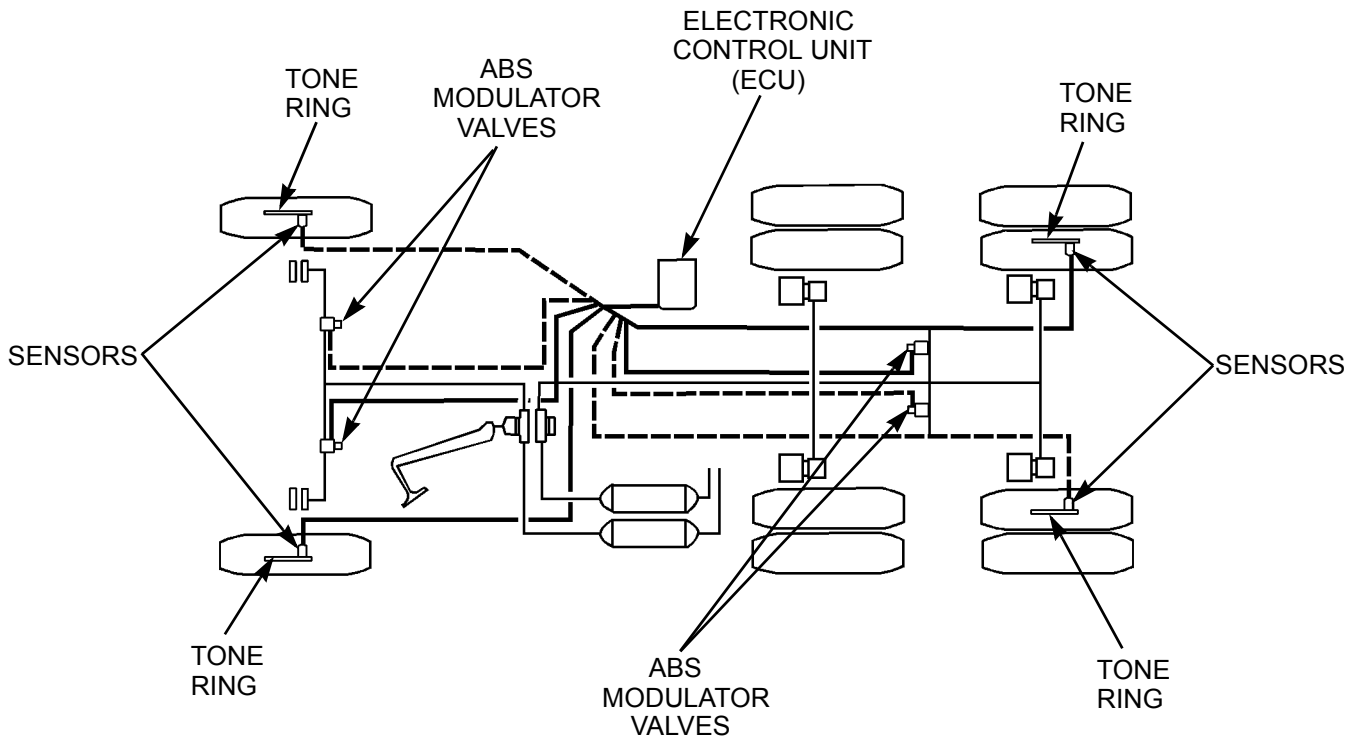 ELECTRONIC
CONTROL UNIT
(ECU)
ABS
MODULATOR
VALVES
TONE
RING
TONE
RING
SENSORS
SENSORS
TONE
RING
ABS
MODULATOR
VALVES
TONE
RING